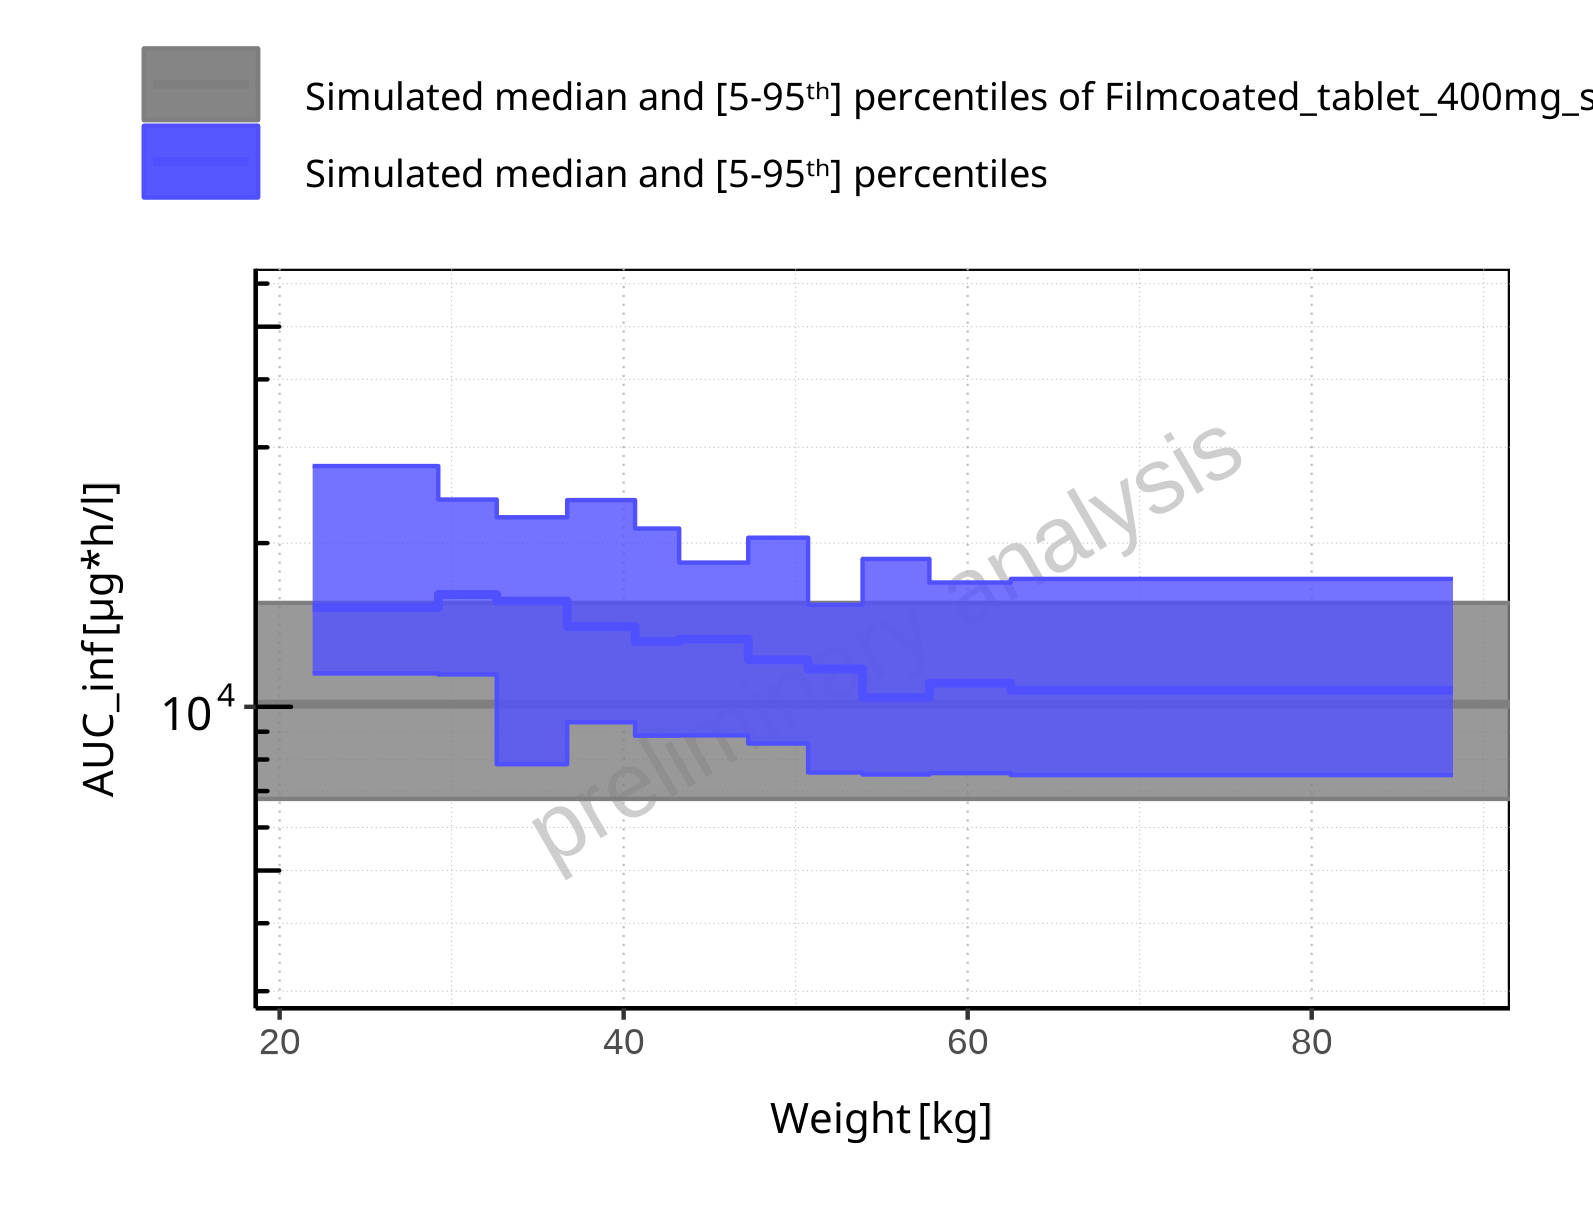 Simulated median and [5-95ᵗʰ] percentiles of Filmcoated_tablet_400mg_s
Simulated median and [5-95ᵗʰ] percentiles
preliminary analysis
AUC_inf [µg*h/l]
10⁴
20 40 60 80
Weight [kg]